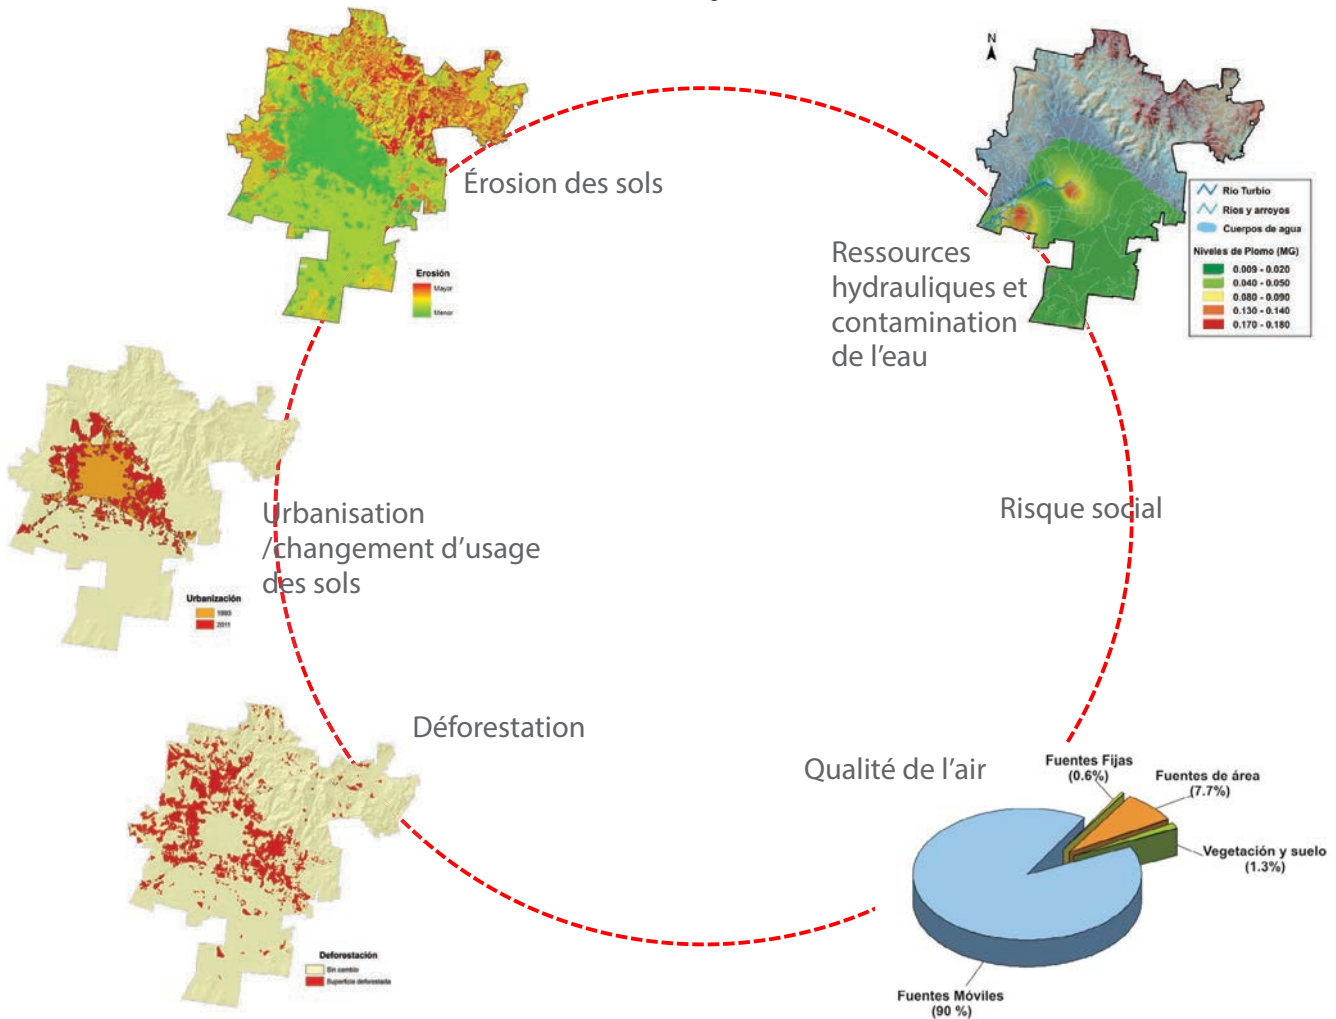 Érosion des sols
Erosión
Mayor
Menor
N
Río Turbio
Rios y arroyos
Cuerpos de agua
Niveles de Plomo (MG)
0.009 - 0.020
0.040 - 0.050
0.080 - 0.090
0.130 - 0.140
0.170 - 0.180
Ressources
hydrauliques et
contamination
de l’eau
Urbanisation
/changement d’usage
des sols
Urbanización
1993
2011
Risque social
Déforestation
Deforestación
Sin cambio
Superficie deforestada
Qualité de l’air
Fuentes Fijas
(0.6%)
Fuentes de área
(7.7%)
Vegetación y suelo
(1.3%)
Fuentes Móviles
(90 %)